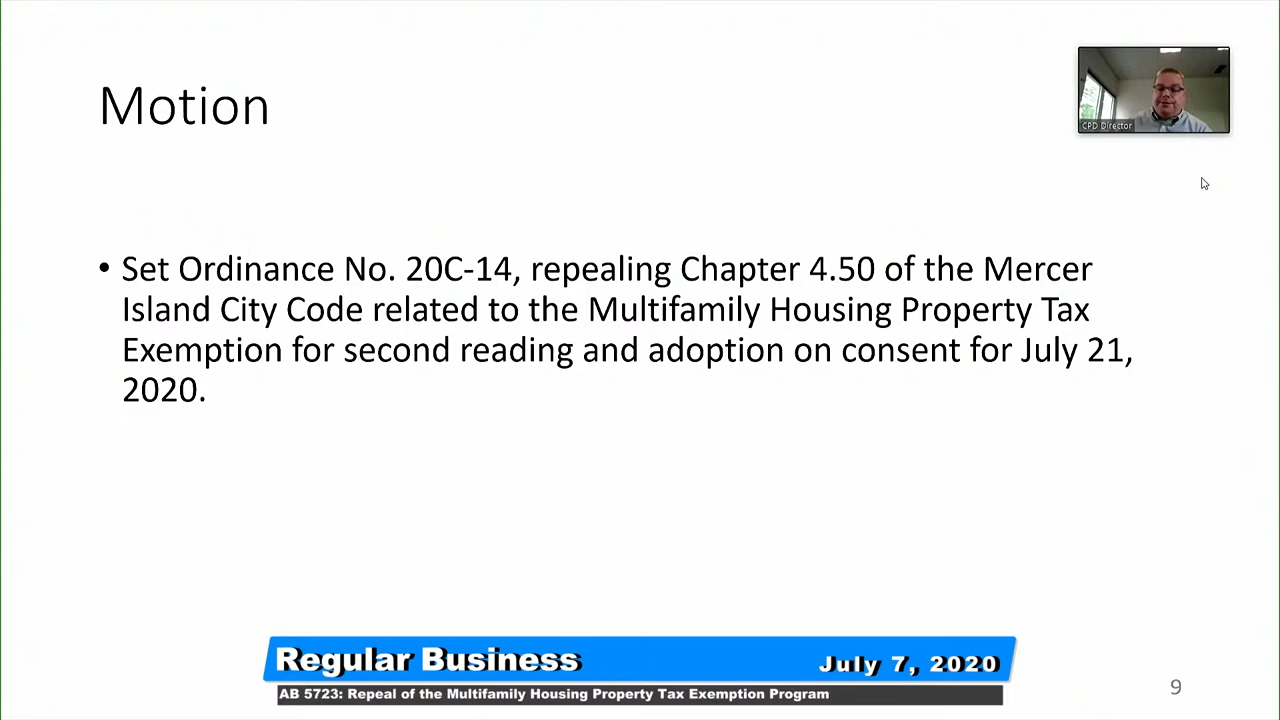 Motion
CPD Director
• Set Ordinance No. 20C-14, repealing Chapter 4.50 of the Mercer
Island City Code related to the Multifamily Housing Property Tax
Exemption for second reading and adoption on consent for July 21,
2020.
Regular Business July 7, 2020
AB 5723: Repeal of the Multifamily Housing Property Tax Exemption Program
9